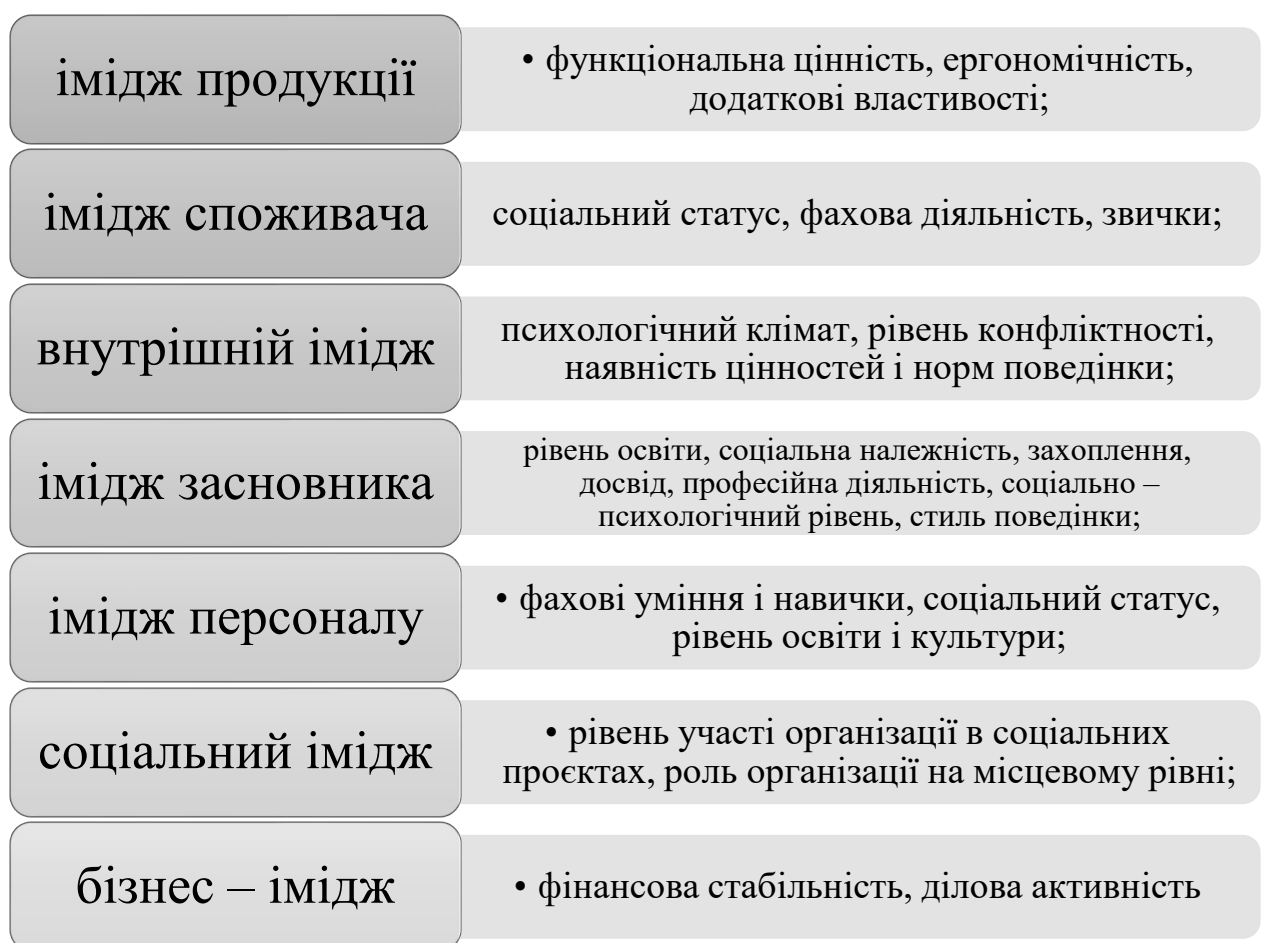 імідж продукції
• функціональна цінність, ергономічність,
додаткові властивості;
імідж споживача
соціальний статус, фахова діяльність, звички;
внутрішній імідж
психологічний клімат, рівень конфліктності,
наявність цінностей і норм поведінки;
імідж засновника
рівень освіти, соціальна належність, захоплення,
досвід, професійна діяльність, соціально –
психологічний рівень, стиль поведінки;
імідж персоналу
• фахові уміння і навички, соціальний статус,
рівень освіти і культури;
соціальний імідж
• рівень участі організації в соціальних
проєктах, роль організації на місцевому рівні;
бізнес – імідж
• фінансова стабільність, ділова активність